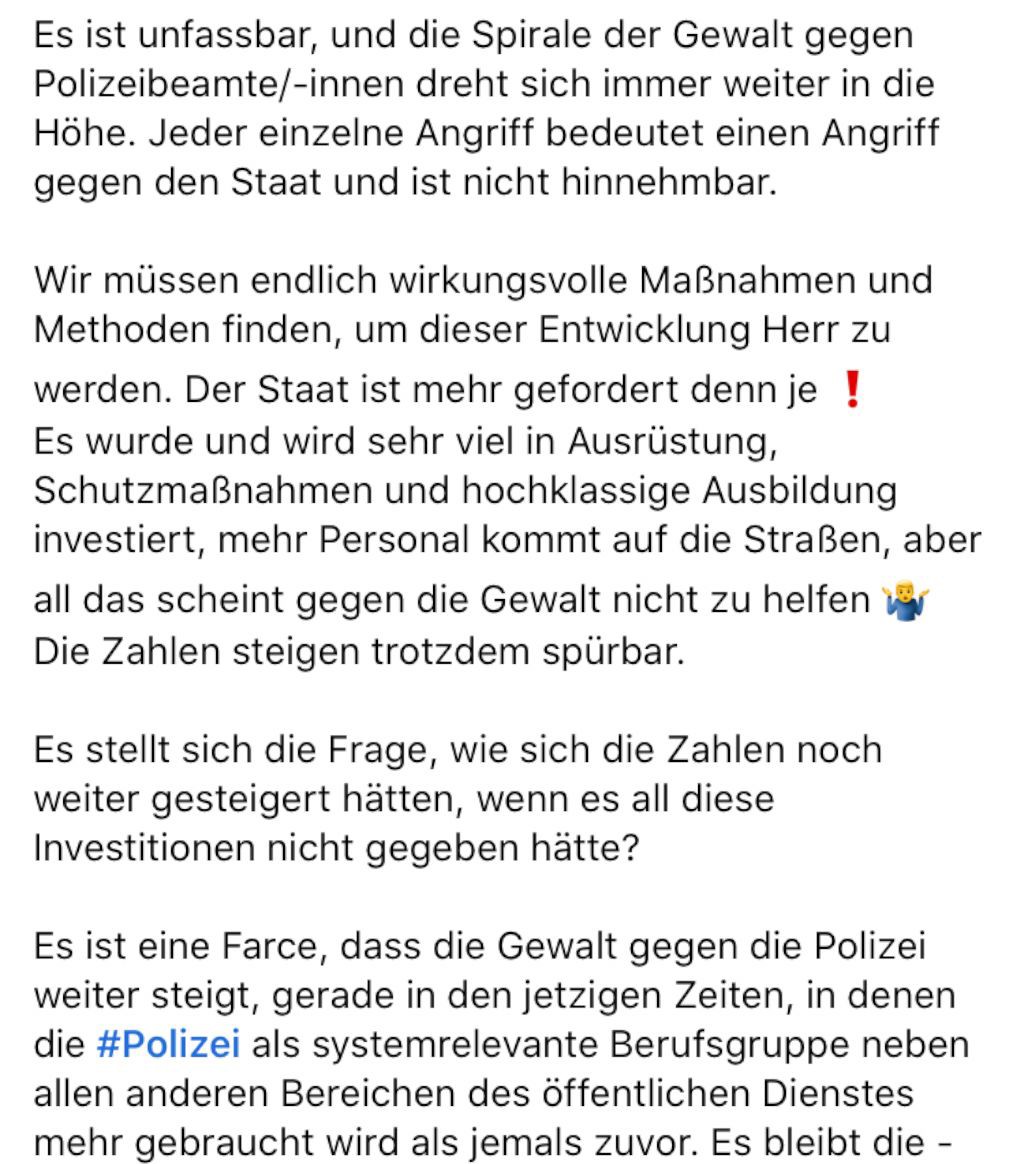 Es ist unfassbar, und die Spirale der Gewalt gegen
Polizeibeamte/-innen dreht sich immer weiter in die
Höhe. Jeder einzelne Angriff bedeutet einen Angriff
gegen den Staat und ist nicht hinnehmbar.
Wir müssen endlich wirkungsvolle Maßnahmen und
Methoden finden, um dieser Entwicklung Herr zu
werden. Der Staat ist mehr gefordert denn je ❗
Es wurde und wird sehr viel in Ausrüstung,
Schutzmaßnahmen und hochklassige Ausbildung
investiert, mehr Personal kommt auf die Straßen, aber
all das scheint gegen die Gewalt nicht zu helfen 🤷‍♂️
Die Zahlen steigen trotzdem spürbar.
Es stellt sich die Frage, wie sich die Zahlen noch
weiter gesteigert hätten, wenn es all diese
Investitionen nicht gegeben hätte?
Es ist eine Farce, dass die Gewalt gegen die Polizei
weiter steigt, gerade in den jetzigen Zeiten, in denen
die #Polizei als systemrelevante Berufsgruppe neben
allen anderen Bereichen des öffentlichen Dienstes
mehr gebraucht wird als jemals zuvor. Es bleibt die -